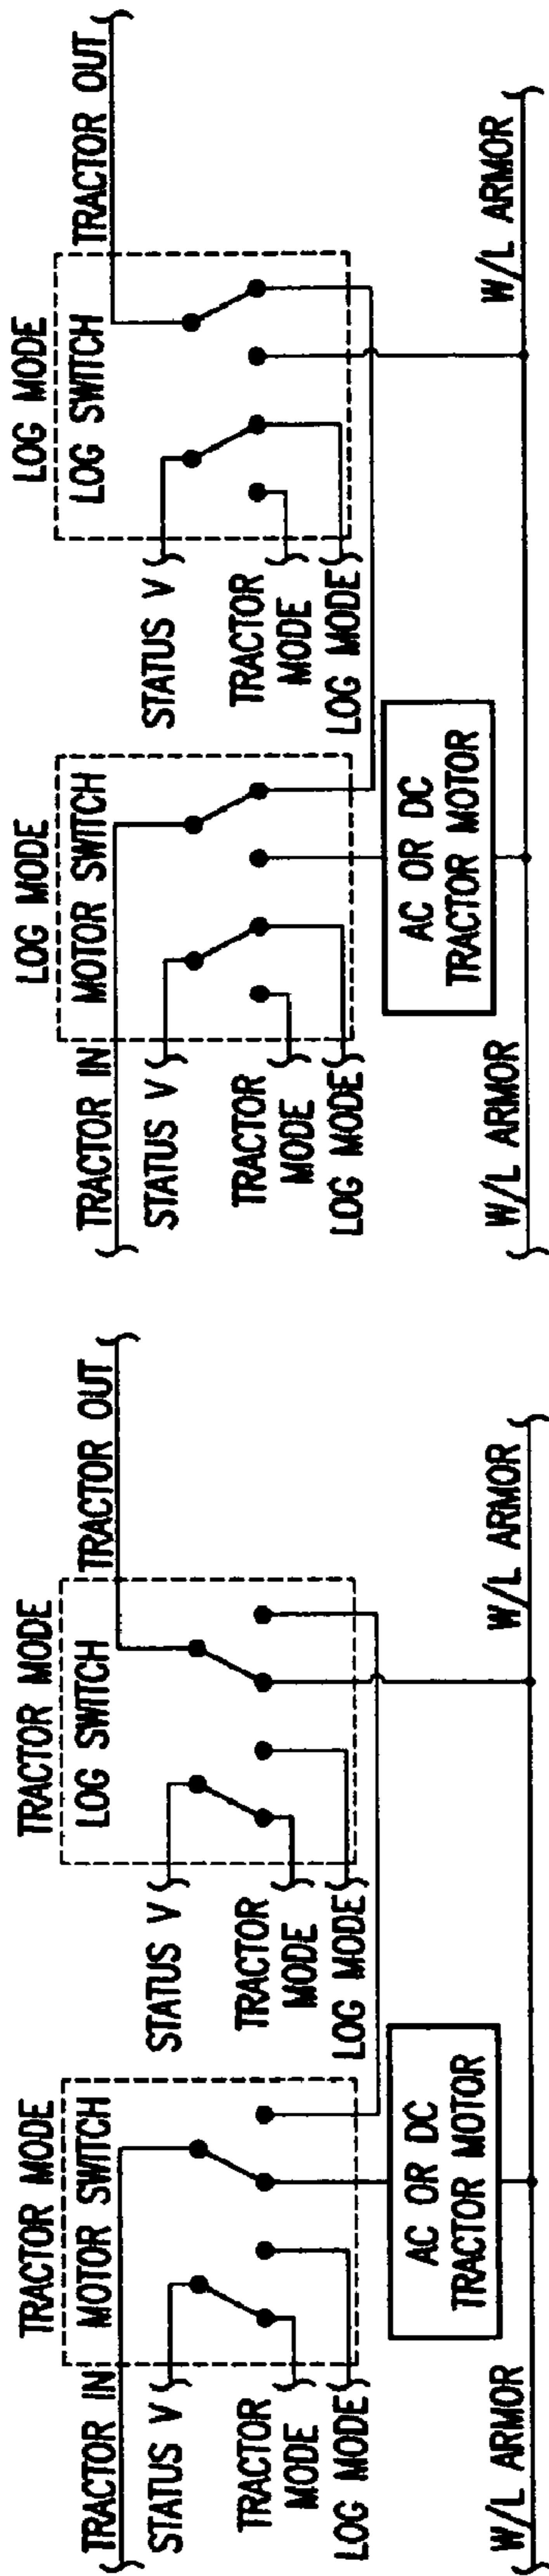 TRACTOR MODE
MOTOR SWITCH
TRACTOR IN
STATUS V
TRACTOR
MODE
LOG MODE
AC OR DC
TRACTOR MOTOR
W/L ARMOR
TRACTOR MODE
LOG SWITCH
TRACTOR OUT
STATUS V
TRACTOR
MODE
LOG MODE
W/L ARMOR
LOG MODE
MOTOR SWITCH
TRACTOR IN
STATUS V
TRACTOR
MODE
LOG MODE
AC OR DC
TRACTOR MOTOR
W/L ARMOR
LOG MODE
LOG SWITCH
TRACTOR OUT
STATUS V
TRACTOR
MODE
LOG MODE
W/L ARMOR